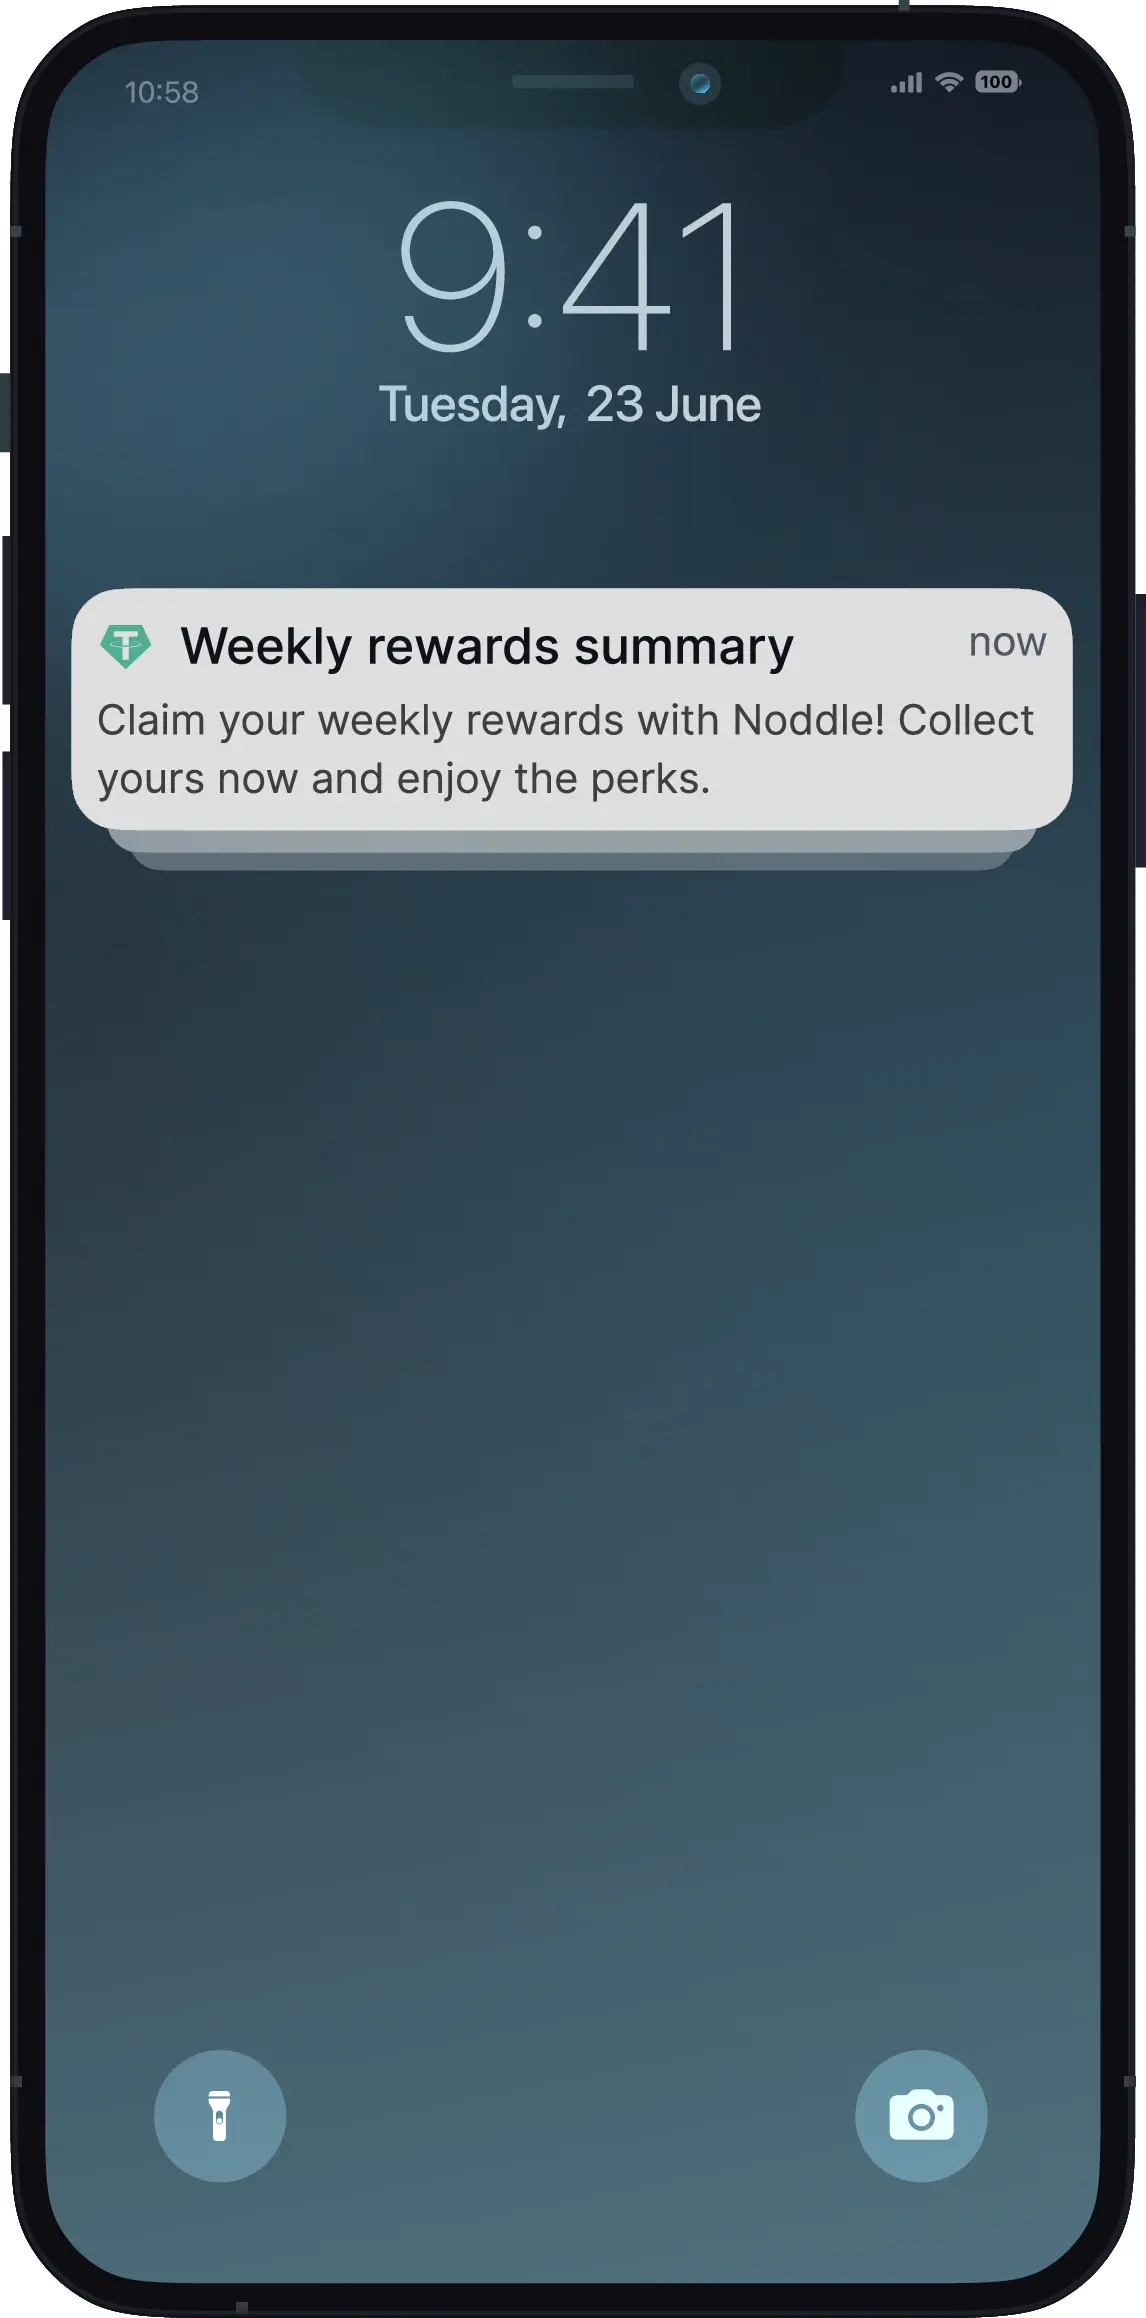 10:58
100
9:41
Tuesday, 23 June
Weekly rewards summary
now
Claim your weekly rewards with Noddle! Collect
yours now and enjoy the perks.